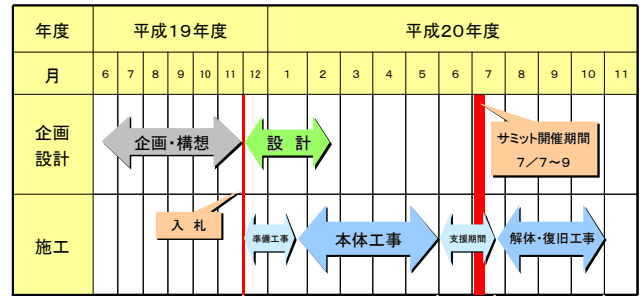 年度 平成19年度 平成20年度
月 6 7 8 9 10 11 12 1 2 3 4 5 6 7 8 9 10 11
企画
設計
企画・構想
設計
サミット開催期間
7/7~9
入札
施工
準備工事
本体工事
支援期間
解体・復旧工事